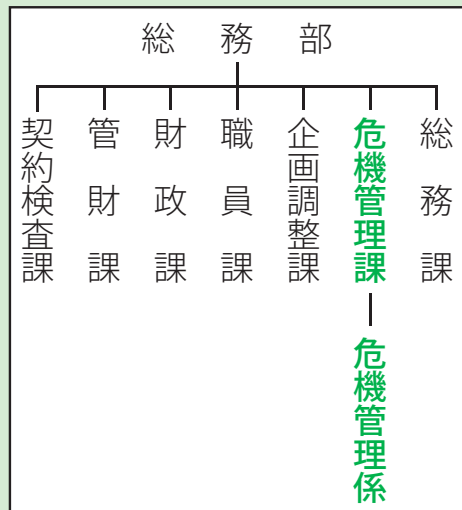 総務部
総務課
危機管理課
危機管理係
企画調整課
職員課
財政課
管財課
契約検査課